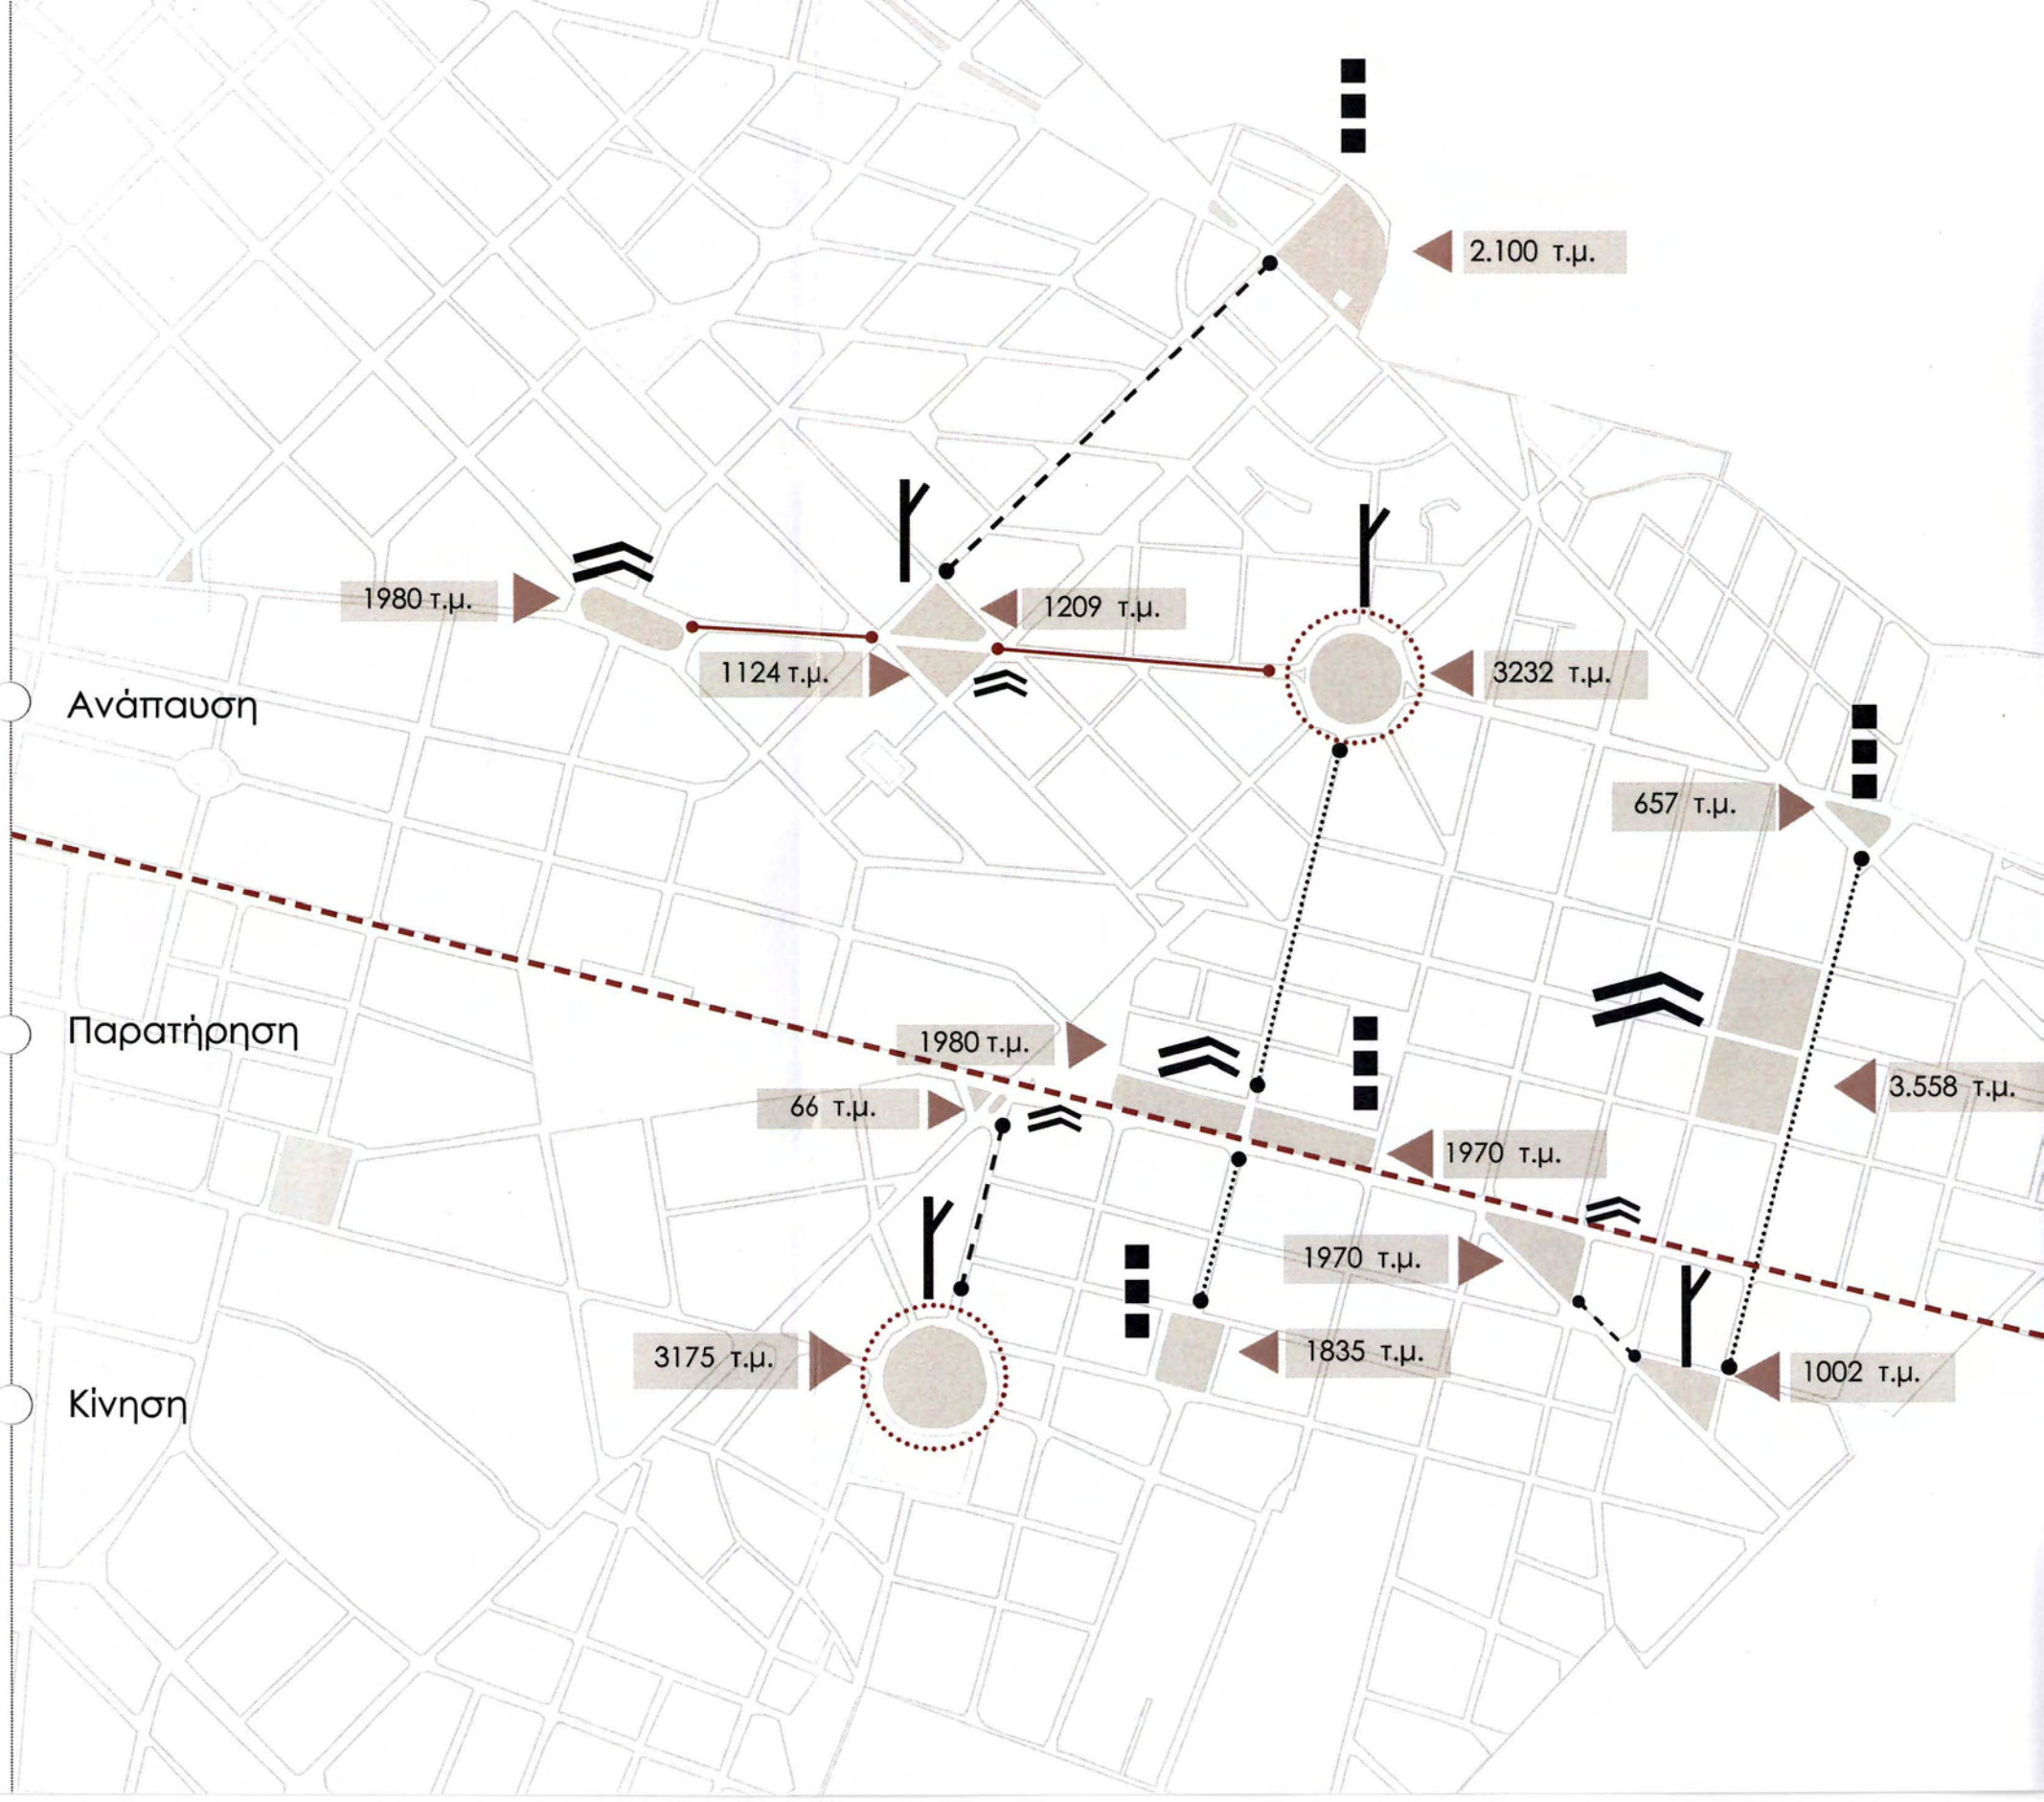 2.100 τ.μ.
1980 τ.μ.
1209 τ.μ.
1124 τ.μ.
3232 τ.μ.
Ανάπαυση
657 τ.μ.
Παρατήρηση
1980 τ.μ.
3.558 τ.μ.
66 τ.μ.
1970 τ.μ.
1970 τ.μ.
3175 τ.μ.
1835 τ.μ.
1002 τ.μ.
Κίνηση